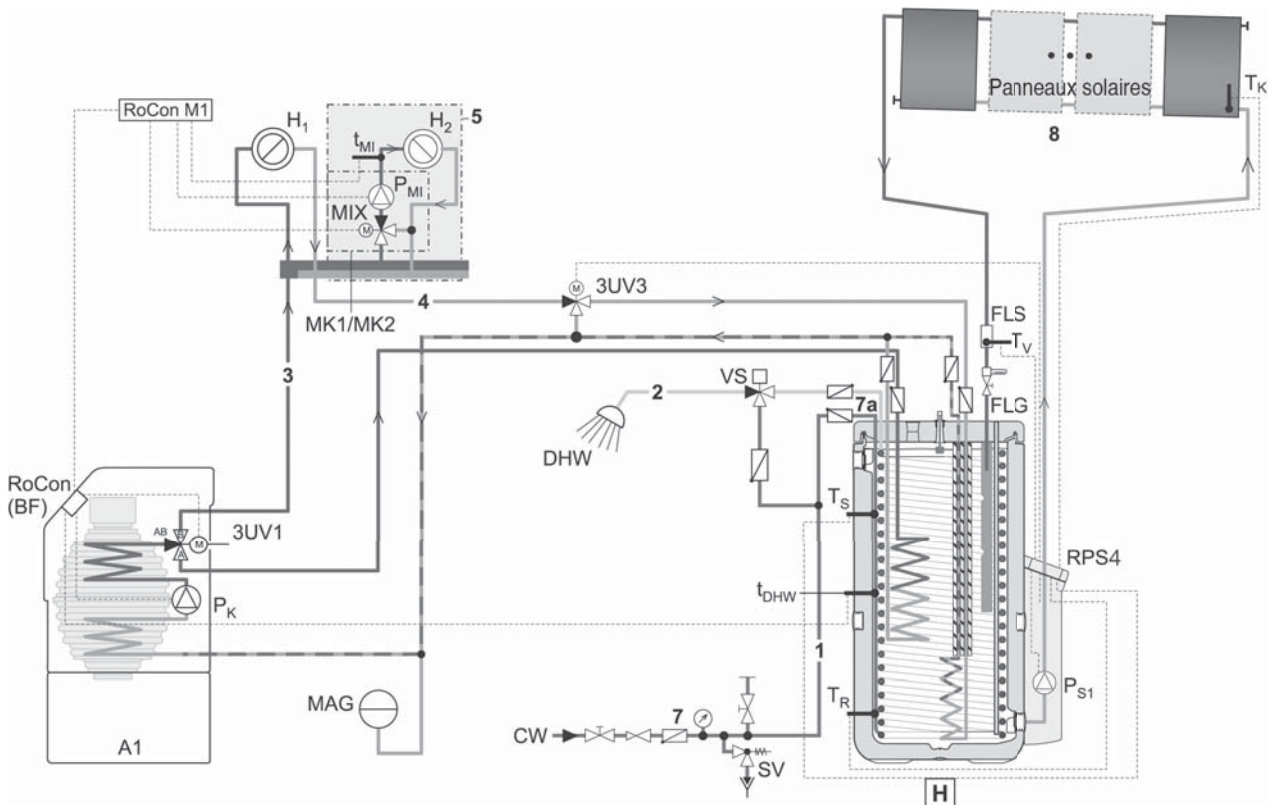 Panneaux solaires
T_K
8
RoCon M1
H₁
H₂
5
t_MI
P_MI
MIX
M
M
3UV3
4
MK1/MK2
FLS
T_V
3
VS
2
7a
FLG
DHW
RoCon
(BF)
AB
B
A
M
3UV1
T_S
RPS4
P_K
t_DHW
1
P_S1
MAG
T_R
7
CW
A1
SV
H